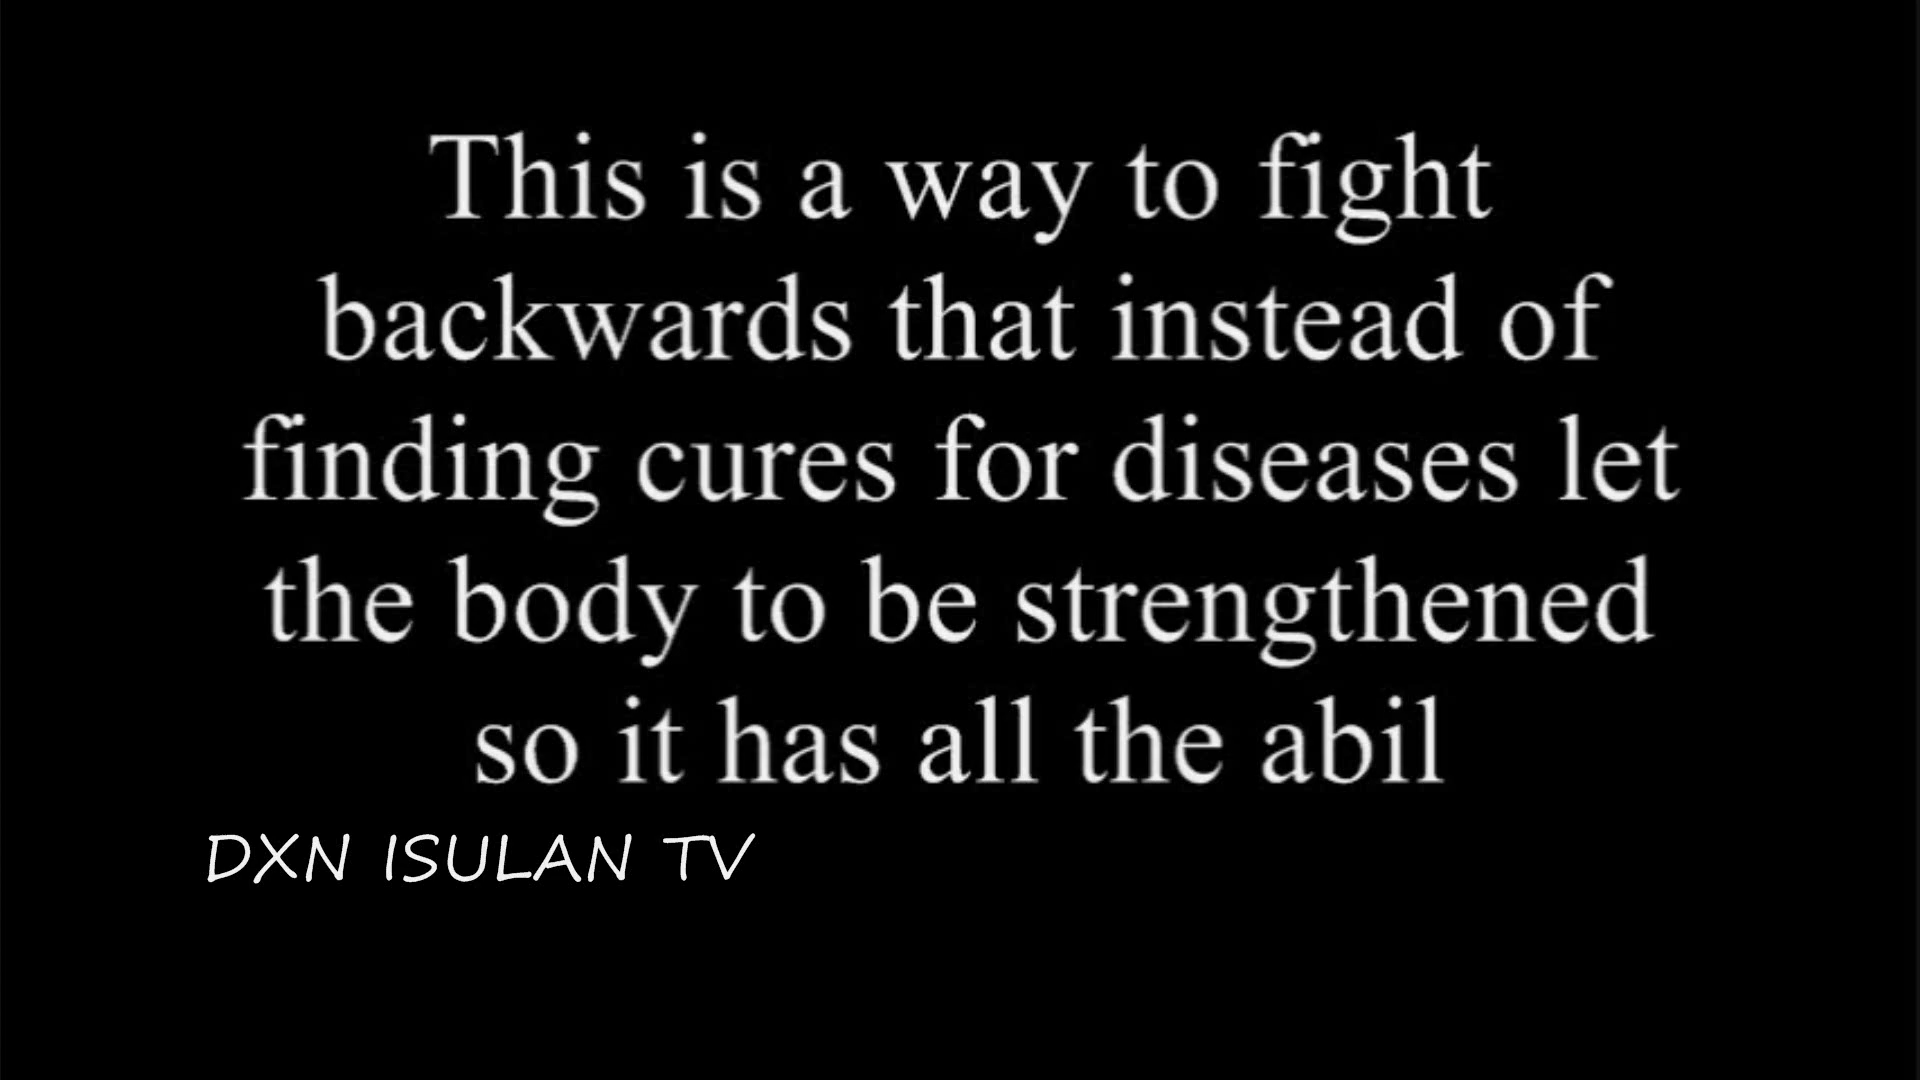 This is a way to fight
backwards that instead of
finding cures for diseases let
the body to be strengthened
so it has all the abil
DXN ISULAN TV